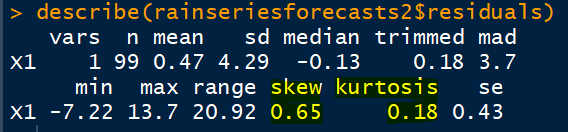 > describe(rainseriesforecasts2$residuals)
vars n mean sd median trimmed mad
X1 1 99 0.47 4.29 -0.13 0.18 3.7
min max range skew kurtosis se
X1 -7.22 13.7 20.92 0.65 0.18 0.43